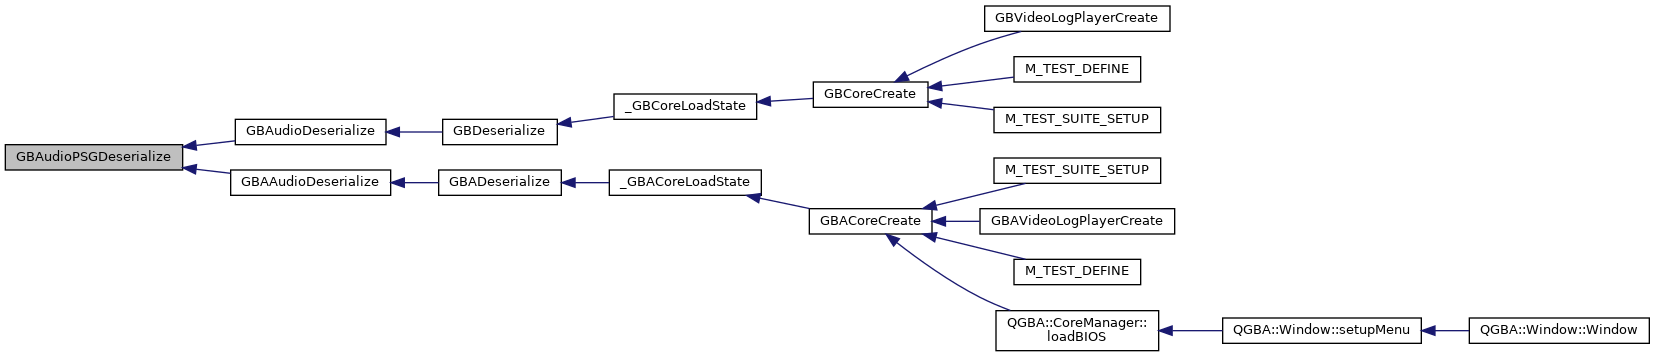 GBVideoLogPlayerCreate
M_TEST_DEFINE
GBCoreCreate
_GBCoreLoadState
M_TEST_SUITE_SETUP
GBAudioDeserialize
GBDeserialize
GBAudioPSGDeserialize
M_TEST_SUITE_SETUP
GBAAudioDeserialize
GBADeserialize
_GBACoreLoadState
GBACoreCreate
GBAVideoLogPlayerCreate
M_TEST_DEFINE
QGBA::CoreManager::
loadBIOS
QGBA::Window::setupMenu
QGBA::Window::Window